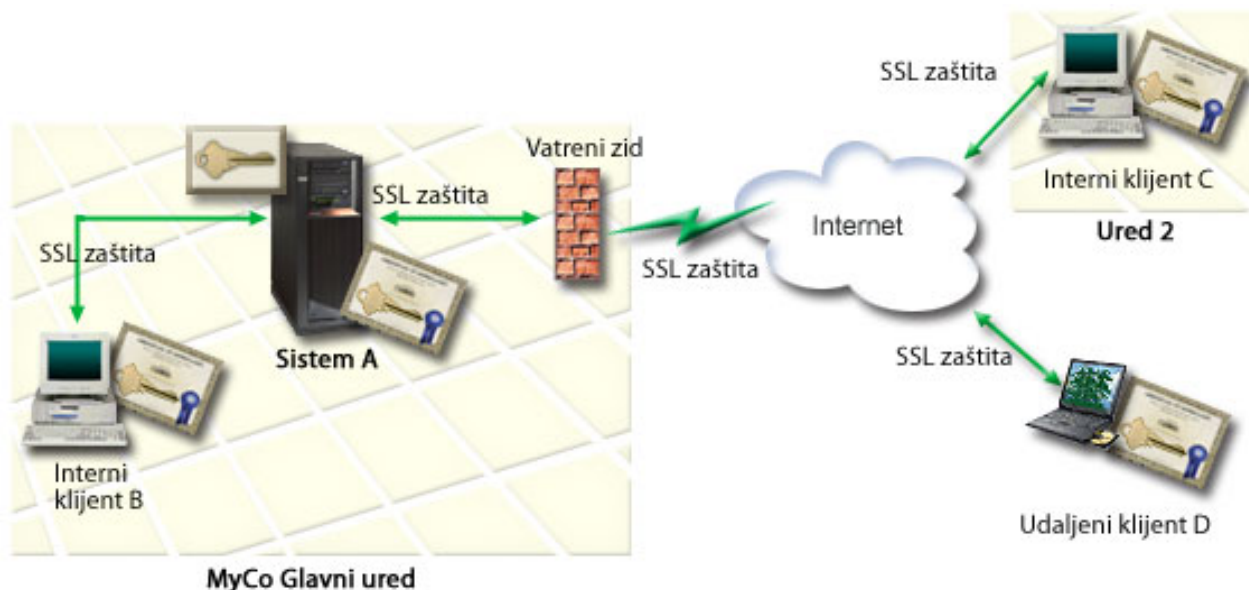 SSL zaštita
Interni klijent C
Ured 2
Vatreni zid
SSL zaštita
Internet
SSL zaštita
SSL zaštita
Sistem A
SSL zaštita
Interni
klijent B
Udaljeni klijent D
MyCo Glavni ured